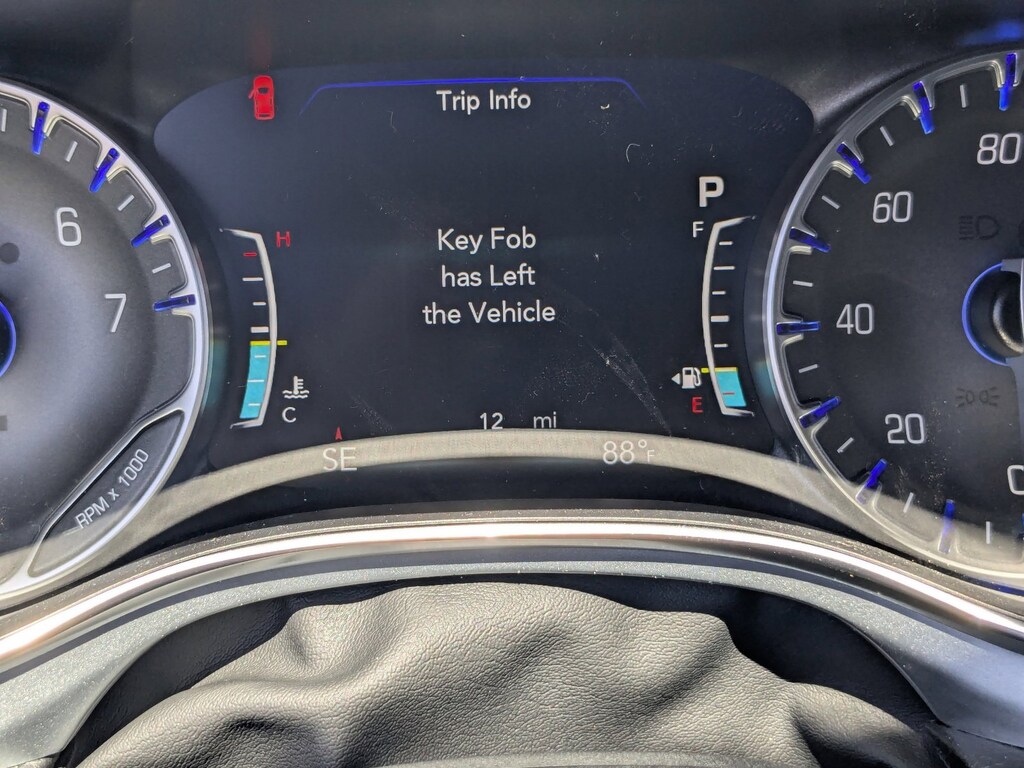 Trip Info
P
80
6
60
F
H
Key Fob
has Left
the Vehicle
7
40
E
C
12 mi
20
SE
88°F
RPM x 1000
0